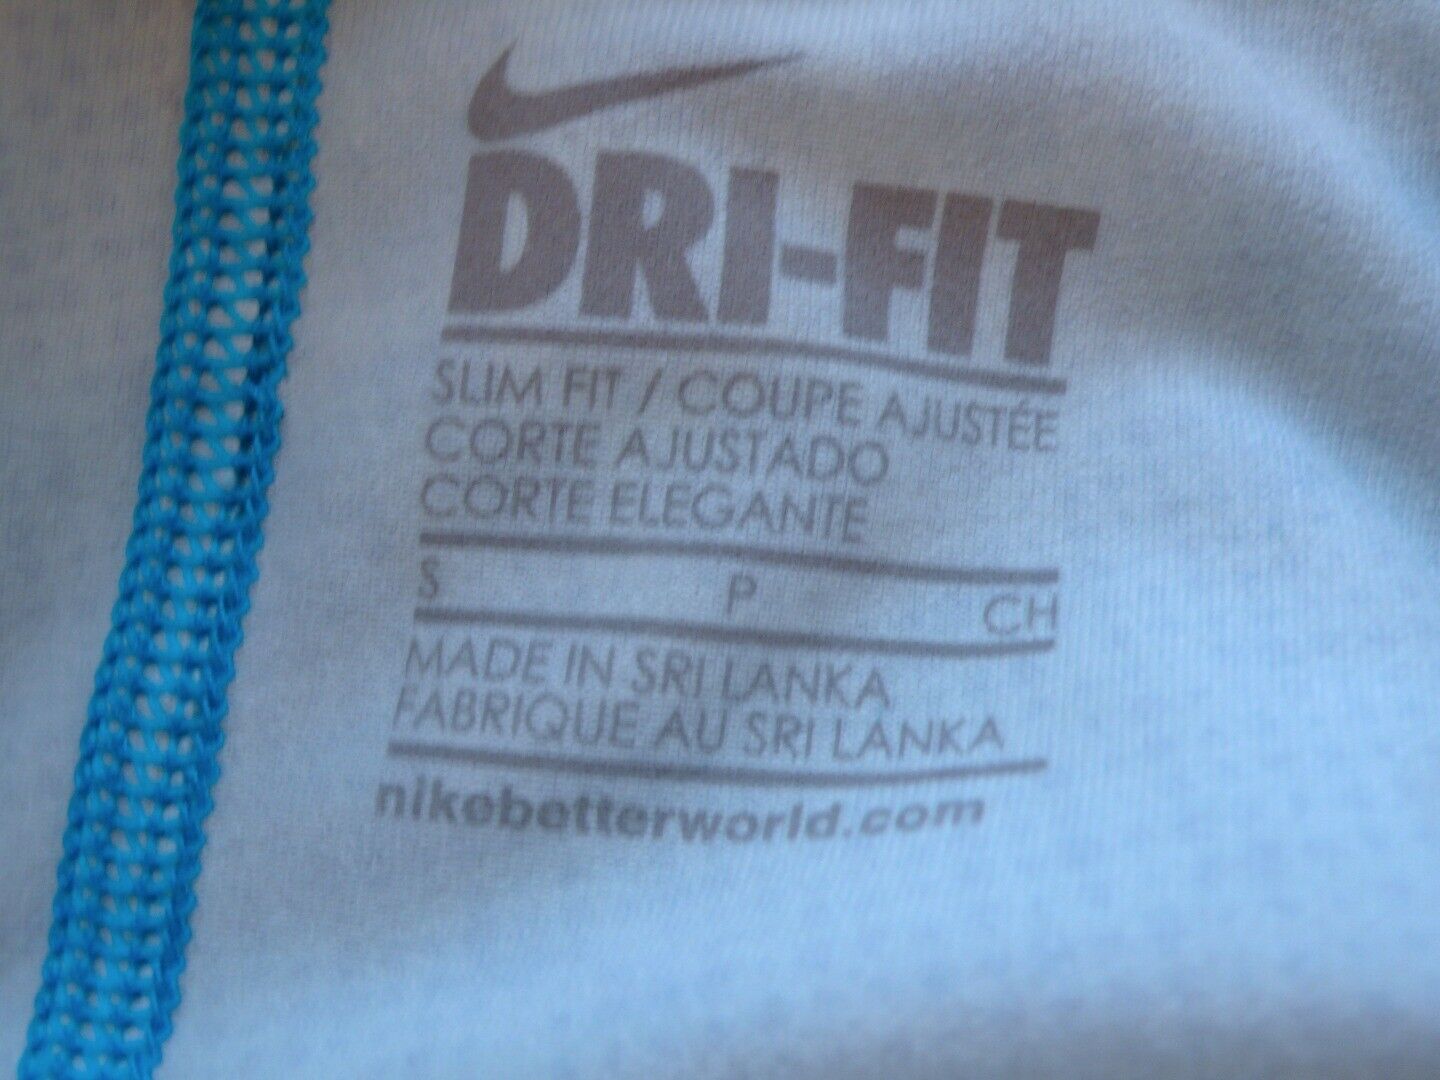 DRI-FIT
SLIM FIT / COUPE AJUSTÉE
CORTE AJUSTADO
CORTE ELEGANTE
S P CH
MADE IN SRI LANKA
FABRIQUE AU SRI LANKA
nikebetterworld.com